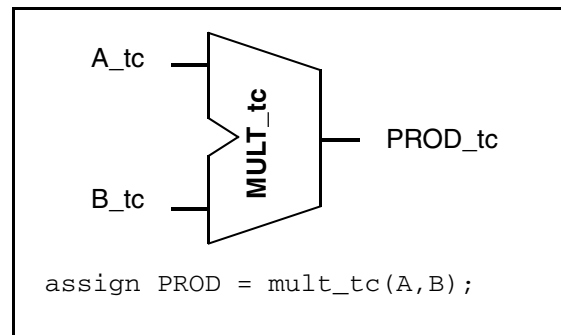 A_tc
MULT_tc
PROD_tc
B_tc
assign PROD = mult_tc(A,B);